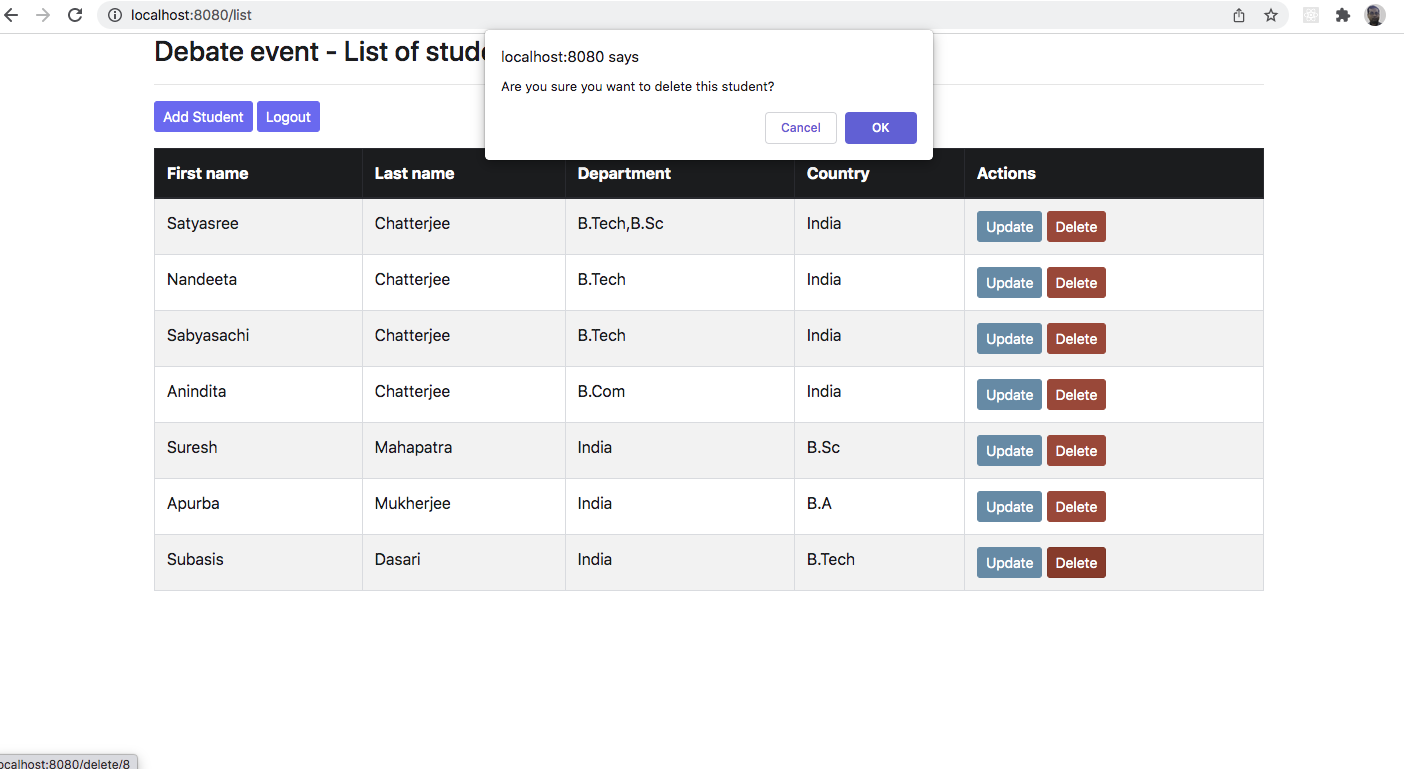 localhost:8080/list
localhost:8080 says
Are you sure you want to delete this student?
Cancel OK
Debate event - List of stude
Add Student Logout
First name Last name Department Country Actions
Satyasree Chatterjee B.Tech,B.Sc India Update Delete
Nandeeta Chatterjee B.Tech India Update Delete
Sabyasachi Chatterjee B.Tech India Update Delete
Anindita Chatterjee B.Com India Update Delete
Suresh Mahapatra India B.Sc Update Delete
Apurba Mukherjee India B.A Update Delete
Subasis Dasari India B.Tech Update Delete
ocalhost:8080/delete/8